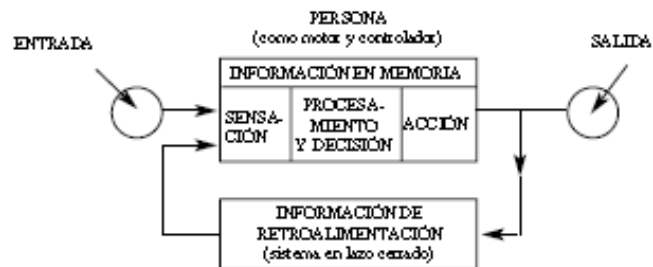 PERSONA
(como motor y controlador)
ENTRADA
SALIDA
INFORMACIÓN EN MEMORIA
SENSA-
CIÓN
PROCESA-
MIENTO
Y DECISIÓN
ACCIÓN
INFORMACIÓN DE
RETROALIMENTACIÓN
(sistema en lazo cerrado)